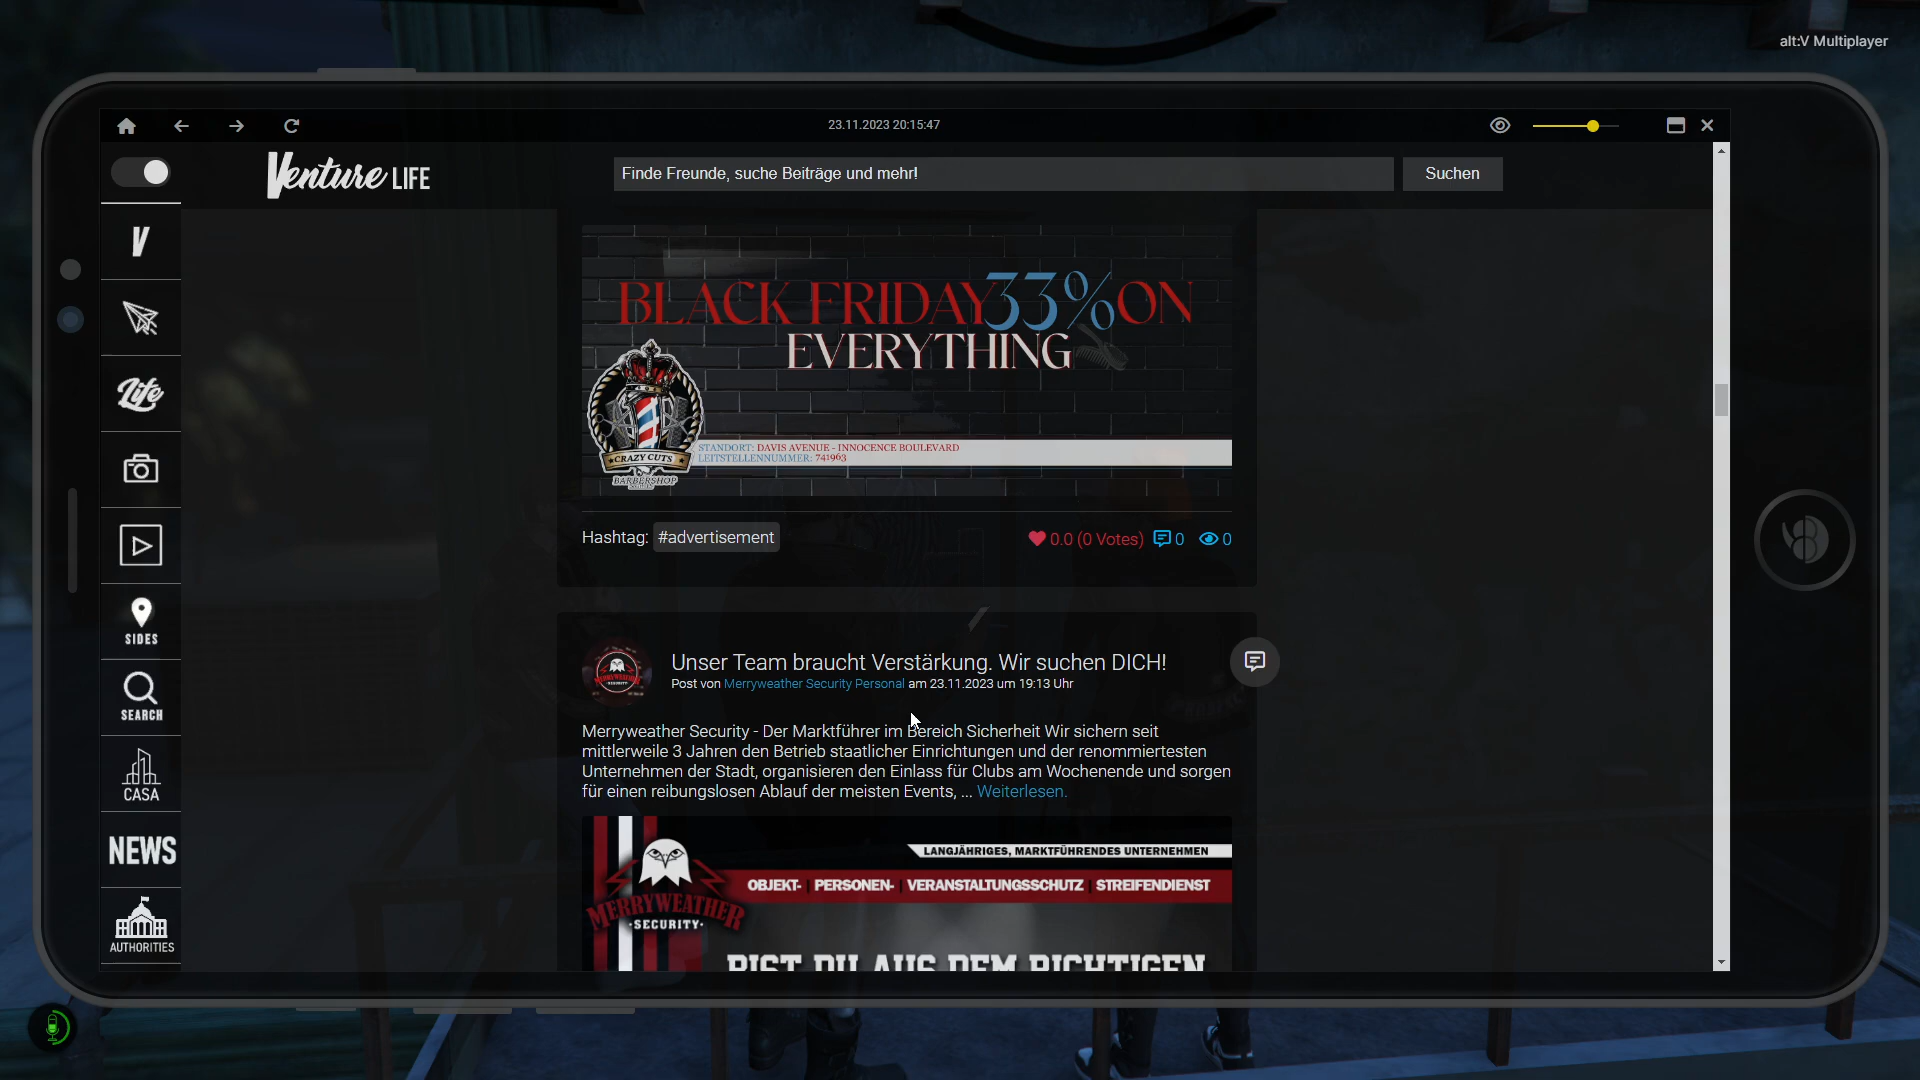 alt:V Multiplayer
23.11.2023 20:15:47
Venture LIFE
Finde Freunde, suche Beiträge und mehr!
Suchen
V
Life
SIDES
SEARCH
CASA
NEWS
AUTHORITIES
BLACK FRIDAY 33% ON
EVERYTHING
CRAZY CUTS
BARBERSHOP
STANDORT: DAVIS AVENUE - INNOCENCE BOULEVARD
LEITSTELLENNUMMER: 741963
Hashtag: #advertisement
0.0 (0 Votes) 0 0
Unser Team braucht Verstärkung. Wir suchen DICH!
Post von Merryweather Security Personal am 23.11.2023 um 19:13 Uhr
Merryweather Security - Der Marktführer im Bereich Sicherheit Wir sichern seit
mittlerweile 3 Jahren den Betrieb staatlicher Einrichtungen und der renommiertesten
Unternehmen der Stadt, organisieren den Einlass für Clubs am Wochenende und sorgen
für einen reibungslosen Ablauf der meisten Events, ... Weiterlesen.
LANGJÄHRIGES, MARKTFÜHRENDES UNTERNEHMEN
OBJEKT- PERSONEN- VERANSTALTUNGSSCHUTZ STREIFENDIENST
MERRYWEATHER
·SECURITY·
BIST DU AUS DEM RICHTIGEN